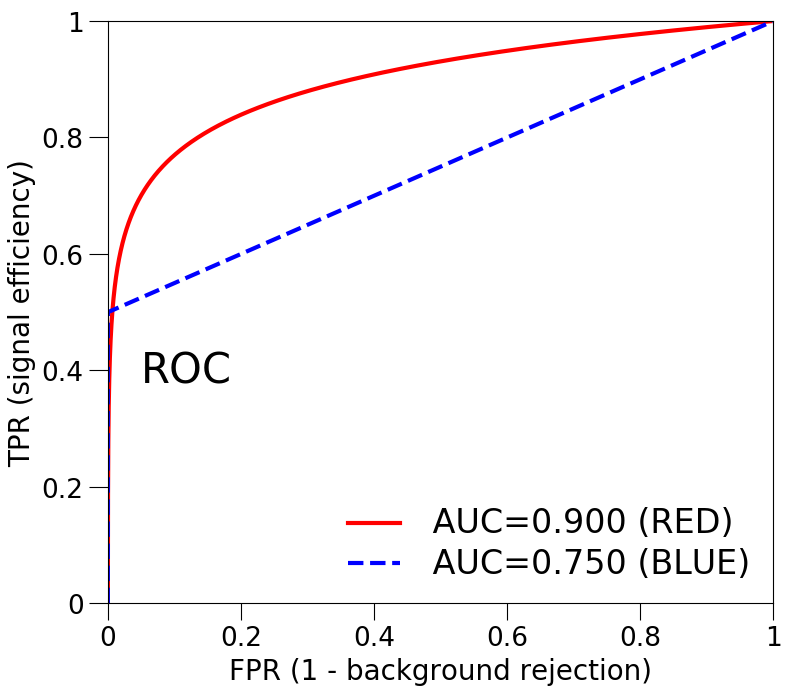 1
0.8
0.6
0.4
0.2
0
TPR (signal efficiency)
ROC
AUC=0.900 (RED)
AUC=0.750 (BLUE)
0 0.2 0.4 0.6 0.8 1
FPR (1 - background rejection)